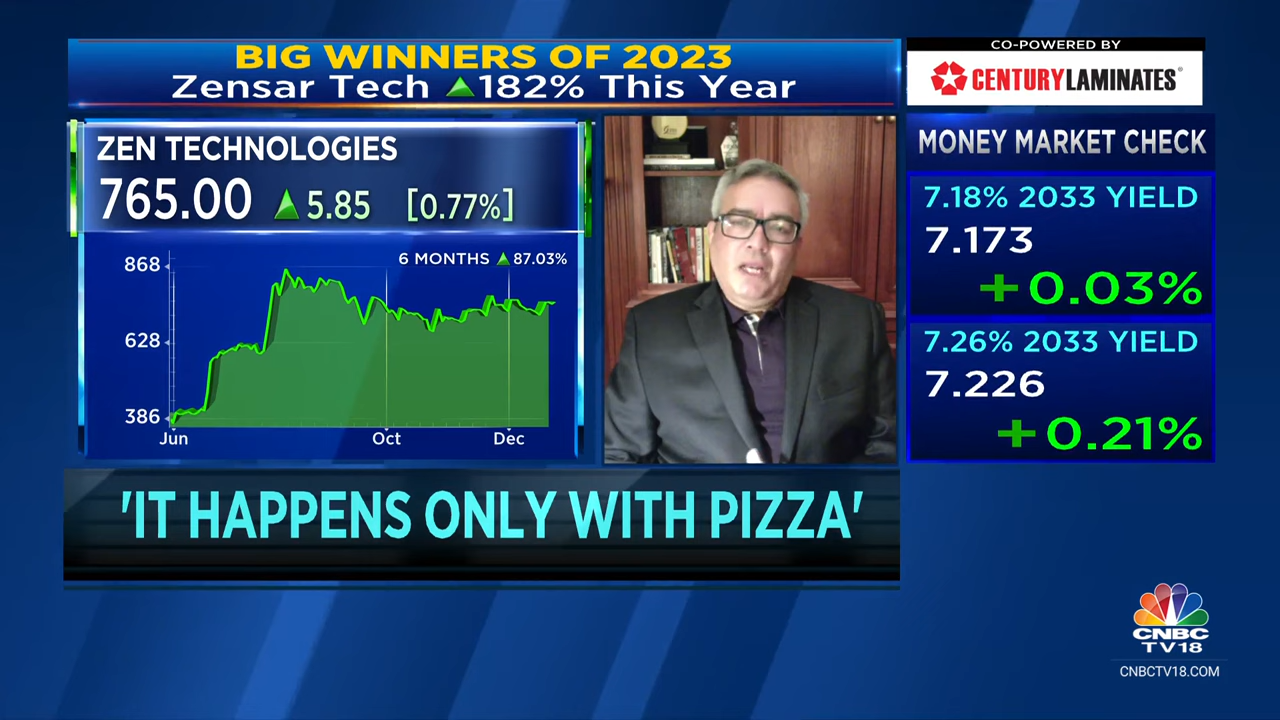 BIG WINNERS OF 2023
Zensar Tech ▲182% This Year
ZEN TECHNOLOGIES
765.00 ▲ 5.85 [0.77%]
6 MONTHS ▲ 87.03%
868
628
386
Jun Oct Dec
'IT HAPPENS ONLY WITH PIZZA'
CO-POWERED BY
CENTURYLAMINATES®
MONEY MARKET CHECK
7.18% 2033 YIELD
7.173
+0.03%
7.26% 2033 YIELD
7.226
+0.21%
CNBC
TV18
CNBCTV18.COM